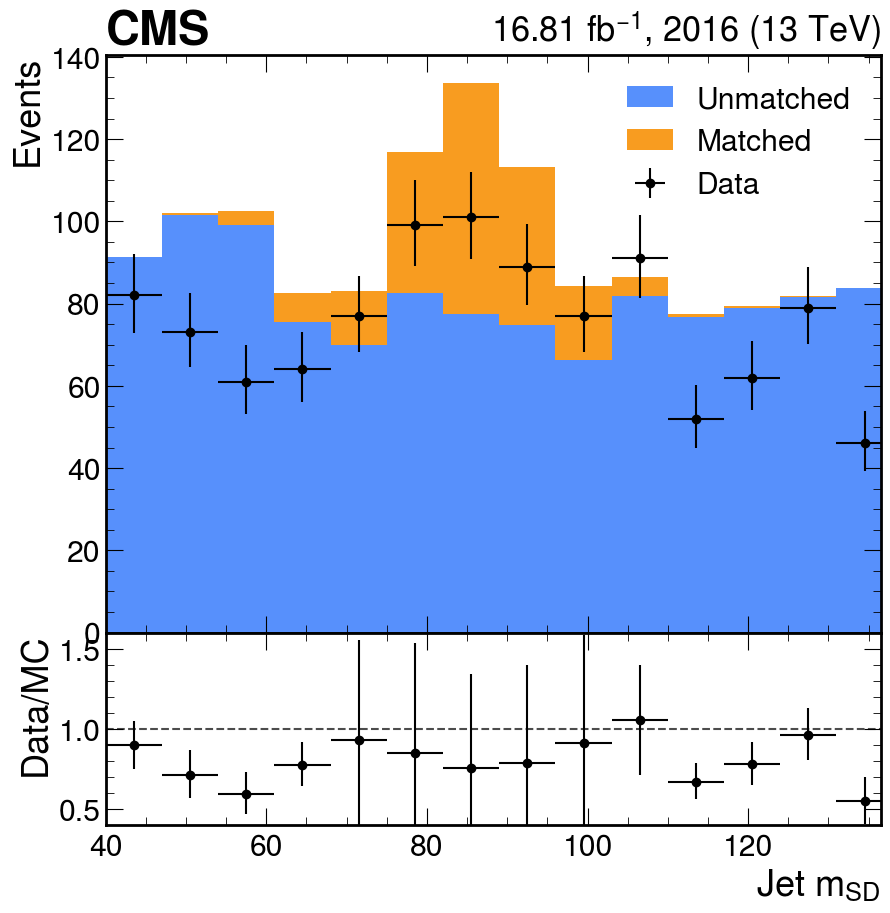 CMS 16.81 fb⁻¹, 2016 (13 TeV)
Events
140
120
100
80
60
40
20
0
Unmatched
Matched
Data
Data/MC
1.5
1.0
0.5
40 60 80 100 120
Jet m_SD